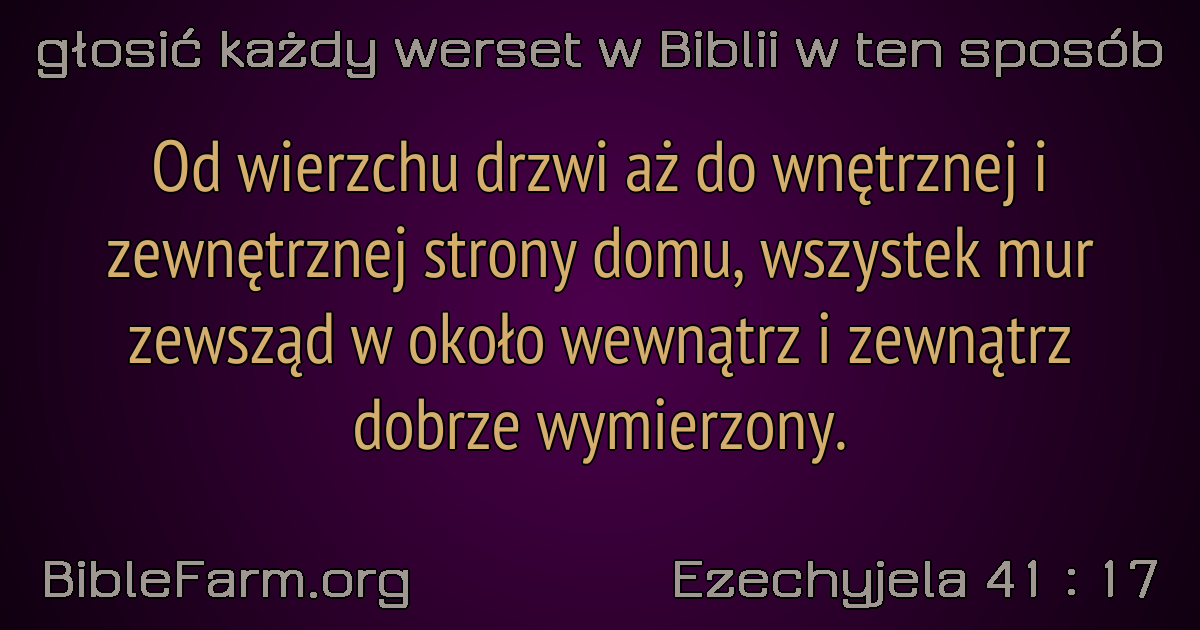 głosić każdy werset w Biblii w ten sposób
Od wierzchu drzwi aż do wnętrznej i
zewnętrznej strony domu, wszystek mur
zewsząd w około wewnątrz i zewnątrz
dobrze wymierzony.
BibleFarm.org
Ezechyjela 41 : 17